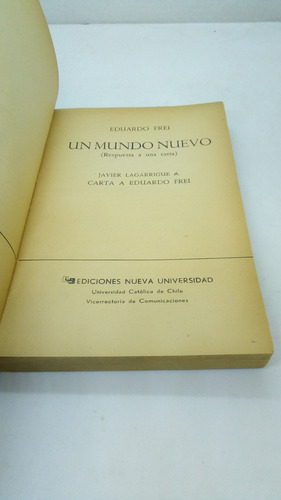 EDUARDO FREI
UN MUNDO NUEVO
(Respuesta a una carta)
JAVIER LAGARRIGUE A.
CARTA A EDUARDO FREI
EDICIONES NUEVA UNIVERSIDAD
Universidad Católica de Chile
Vicerrectoría de Comunicaciones